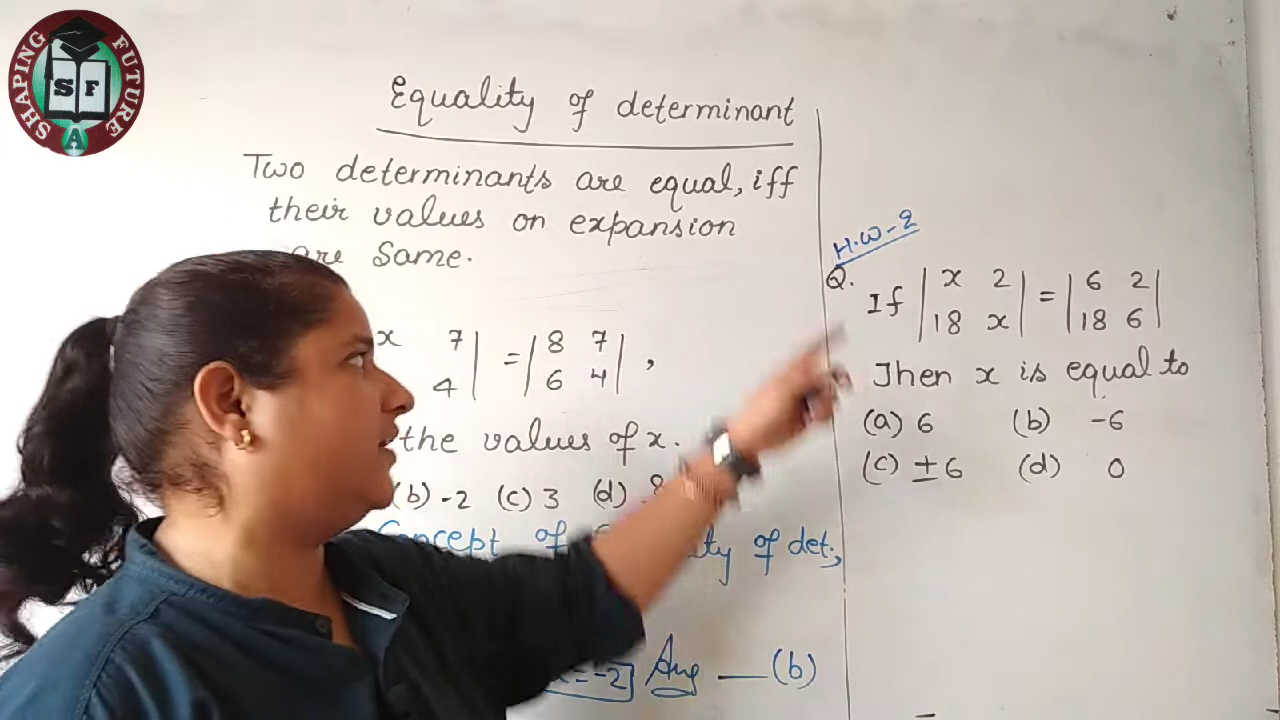 SHAPING FUTURE
S F
A
Equality of determinant
Two determinants are equal, iff
their values on expansion
are Same.
x 7 | = | 8 7 | ,
4 | | 6 4 |
the values of x.
(b) -2 (c) 3 (d)
Concept of of det.,
x = -2 Ans — (b)
H.W-2
Q. If | x 2 | = | 6 2 |
| 18 x | | 18 6 |
Then x is equal to
(a) 6 (b) -6
(c) ±6 (d) 0